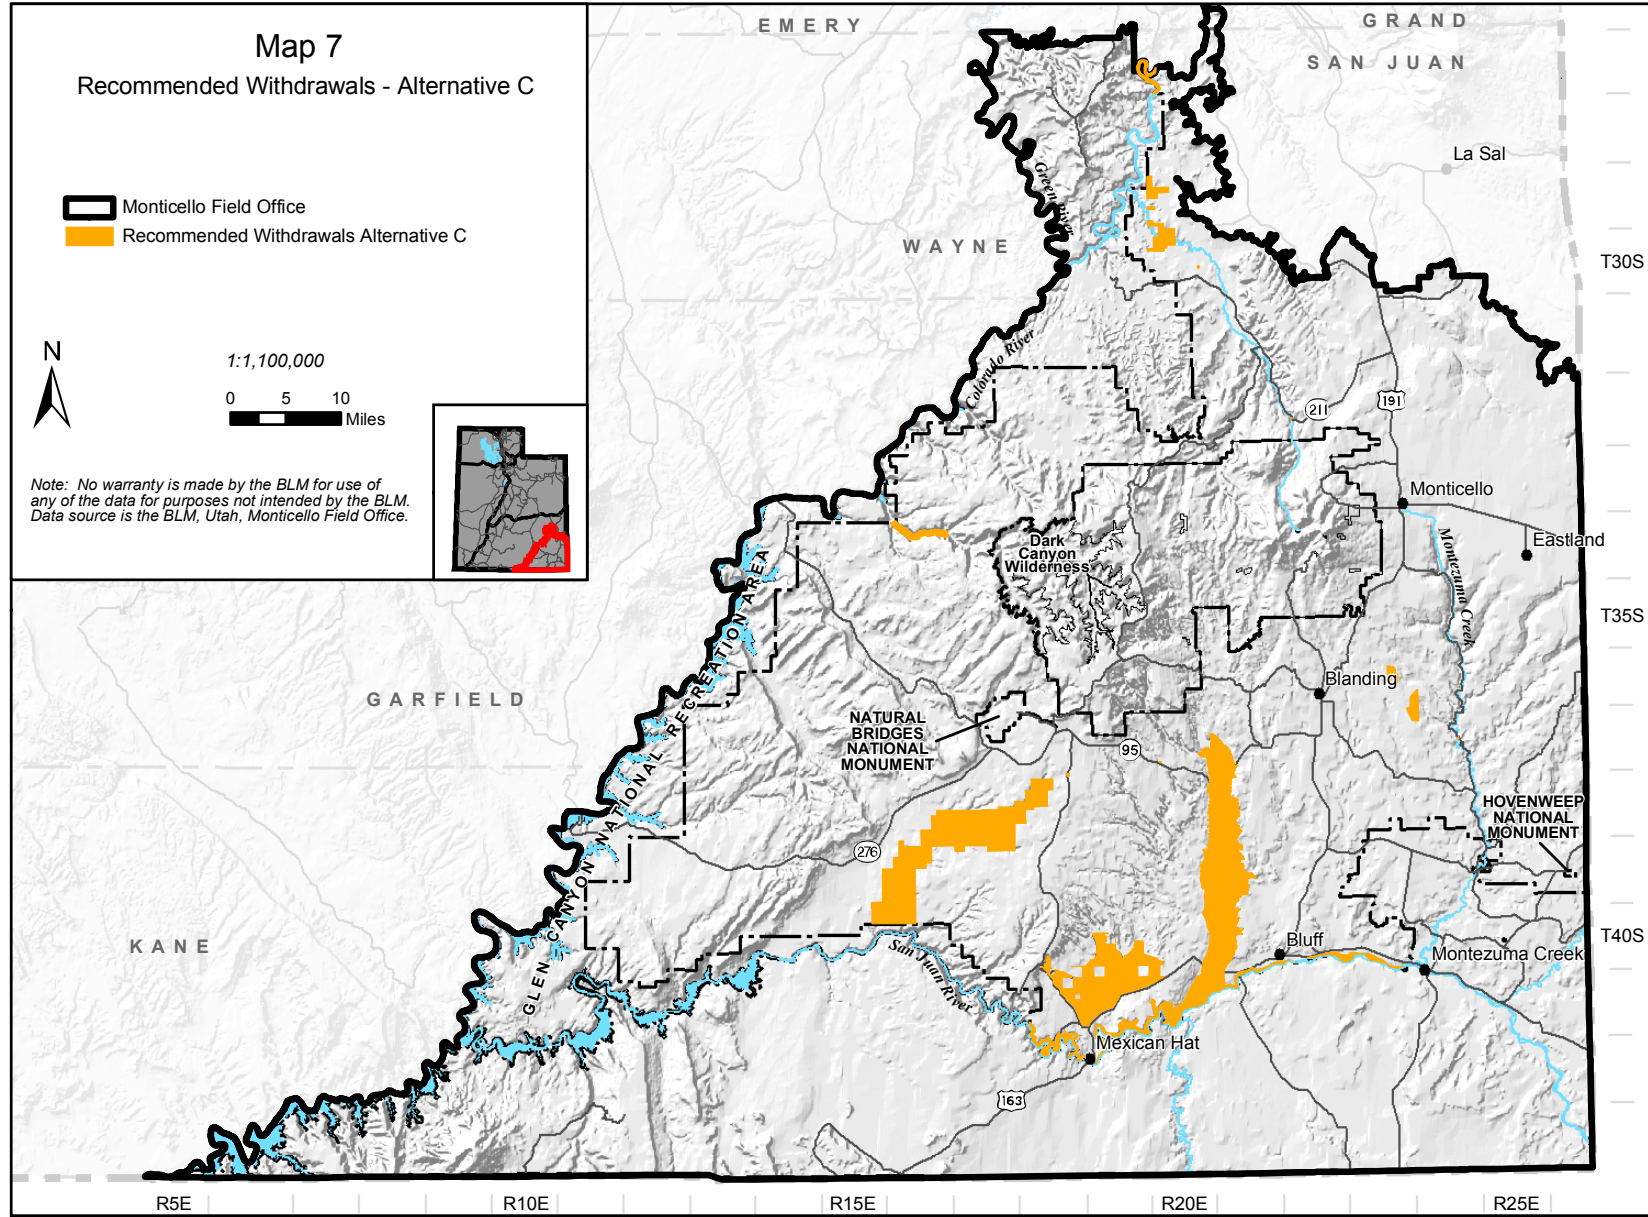 Map 7
Recommended Withdrawals - Alternative C
Monticello Field Office
Recommended Withdrawals Alternative C
N
1:1,100,000
0 5 10
Miles
Note: No warranty is made by the BLM for use of
any of the data for purposes not intended by the BLM.
Data source is the BLM, Utah, Monticello Field Office.
EMERY
GRAND
SAN JUAN
La Sal
Green River
WAYNE
T30S
Colorado River
211
191
Monticello
Eastland
Montezuma Creek
Dark
Canyon
Wilderness
T35S
GLEN CANYON NATIONAL RECREATION AREA
GARFIELD
Blanding
NATURAL
BRIDGES
NATIONAL
MONUMENT
95
HOVENWEEP
NATIONAL
MONUMENT
276
KANE
San Juan River
Bluff
T40S
Montezuma Creek
Mexican Hat
163
R5E
R10E
R15E
R20E
R25E